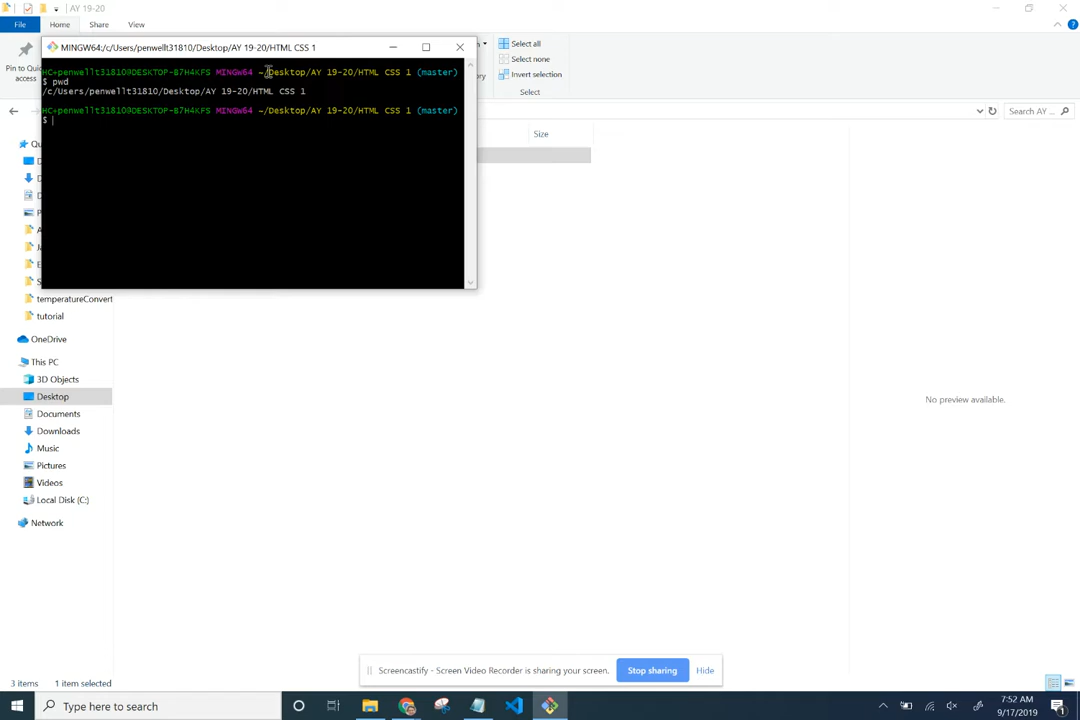 AY 19-20
File
Home
Share
View
MINGW64:/c/Users/penwellt31810/Desktop/AY 19-20/HTML CSS 1
Pin to Quick
access
Select all
Select none
Invert selection
Select
HC+penwellt31810@DESKTOP-B7H4KFS MINGW64 ~/Desktop/AY 19-20/HTML CSS 1 (master)
$ pwd
/c/Users/penwellt31810/Desktop/AY 19-20/HTML CSS 1
HC+penwellt31810@DESKTOP-B7H4KFS MINGW64 ~/Desktop/AY 19-20/HTML CSS 1 (master)
$
Search AY ...
Size
temperatureConvert
tutorial
OneDrive
This PC
3D Objects
Desktop
Documents
Downloads
Music
Pictures
Videos
Local Disk (C:)
Network
No preview available.
3 items
1 item selected
Screencastify - Screen Video Recorder is sharing your screen.
Stop sharing
Hide
Type here to search
7:52 AM
9/17/2019
1